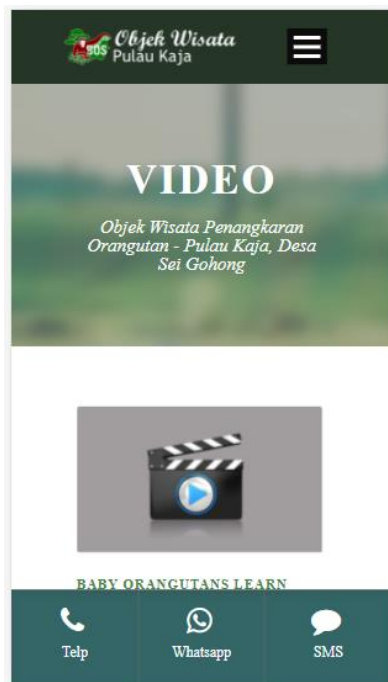 BOS
Objek Wisata
Pulau Kaja
VIDEO
Objek Wisata Penangkaran
Orangutan - Pulau Kaja, Desa
Sei Gohong
BABY ORANGUTANS LEARN
Telp
Whatsapp
SMS